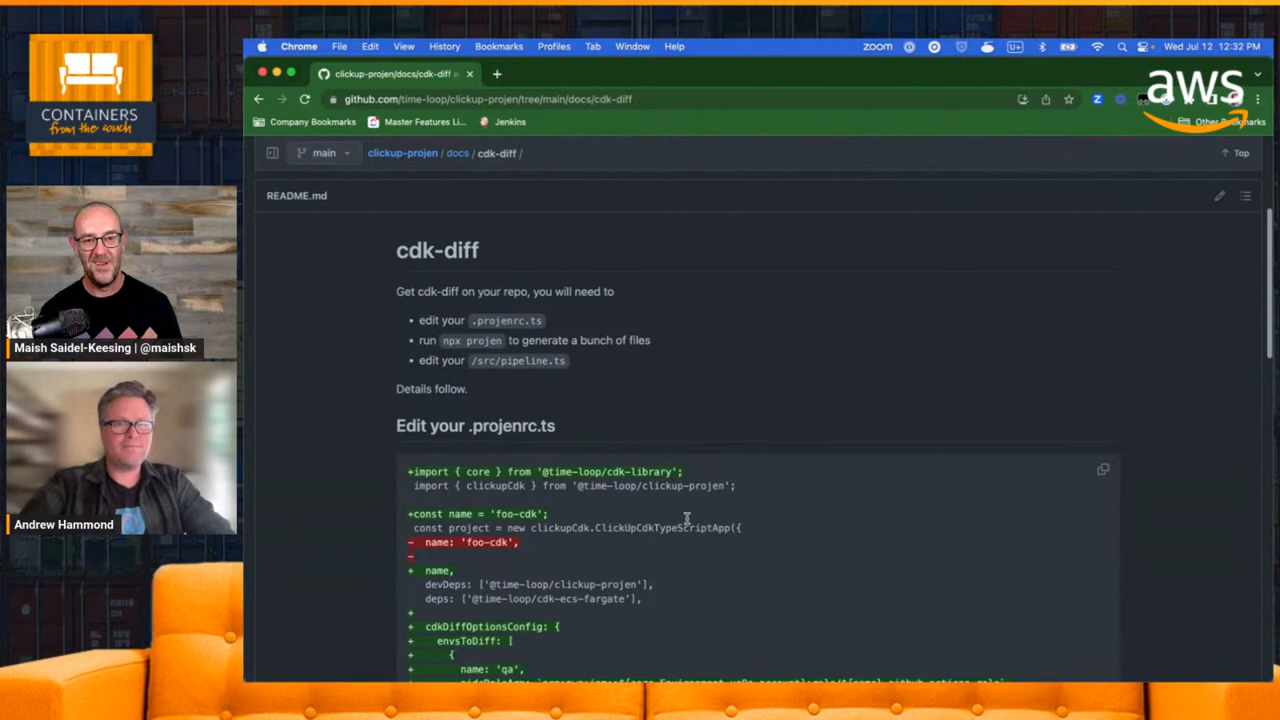 CONTAINERS
from the couch
Maish Saidel-Keesing | @maishsk
Andrew Hammond
Chrome File Edit View History Bookmarks Profiles Tab Window Help
zoom
Wed Jul 12 12:32 PM
clickup-projen/docs/cdk-diff
aws
github.com/time-loop/clickup-projen/tree/main/docs/cdk-diff
Company Bookmarks
Master Features Li...
Jenkins
Other Bookmarks
main
clickup-projen / docs / cdk-diff /
Top
README.md
cdk-diff
Get cdk-diff on your repo, you will need to
• edit your .projenrc.ts
• run npx projen to generate a bunch of files
• edit your /src/pipeline.ts
Details follow.
Edit your .projenrc.ts
+import { core } from '@time-loop/cdk-library';
import { clickupCdk } from '@time-loop/clickup-projen';
+const name = 'foo-cdk';
const project = new clickupCdk.ClickUpCdkTypeScriptApp({
- name: 'foo-cdk',
-
+ name,
devDeps: ['@time-loop/clickup-projen'],
deps: ['@time-loop/cdk-ecs-fargate'],
+
+ cdkDiffOptionsConfig: {
+ envsToDiff: [
+ {
+ name: 'qa',